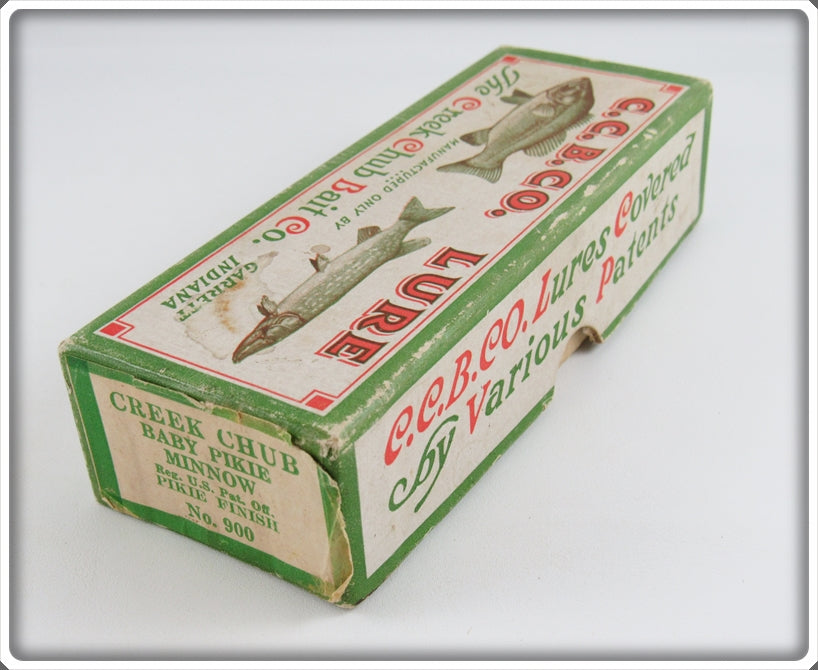 C.C.B.CO. LURE
MANUFACTURED ONLY BY
The Creek Chub Bait Co.
GARRETT
INDIANA
C.C.B.CO. Lures Covered
by Various Patents
CREEK CHUB
BABY PIKIE
MINNOW
Reg. U.S. Pat. Off.
PIKIE FINISH
No. 900